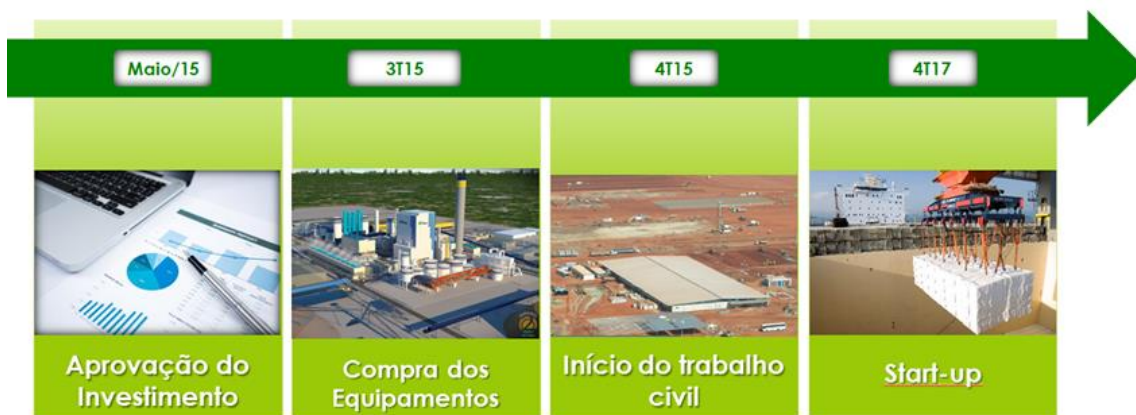 Maio/15
3T15
4T15
4T17
Aprovação do
Investimento
Compra dos
Equipamentos
Início do trabalho
civil
Start-up